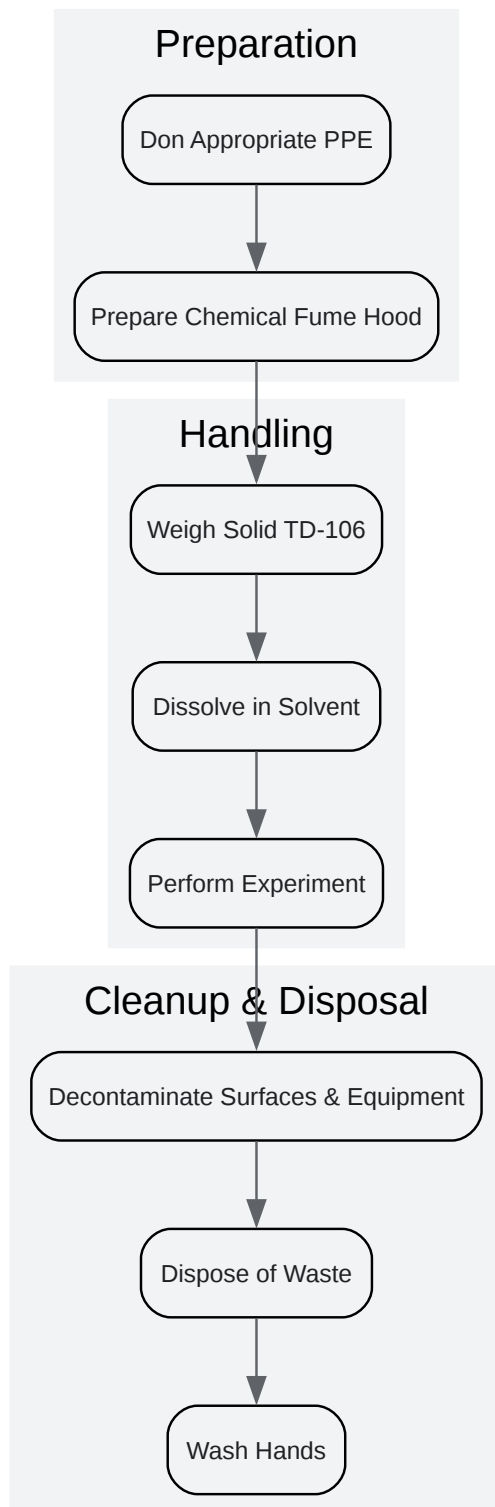 Preparation
Don Appropriate PPE
Prepare Chemical Fume Hood
Handling
Weigh Solid TD-106
Dissolve in Solvent
Perform Experiment
Cleanup & Disposal
Decontaminate Surfaces & Equipment
Dispose of Waste
Wash Hands